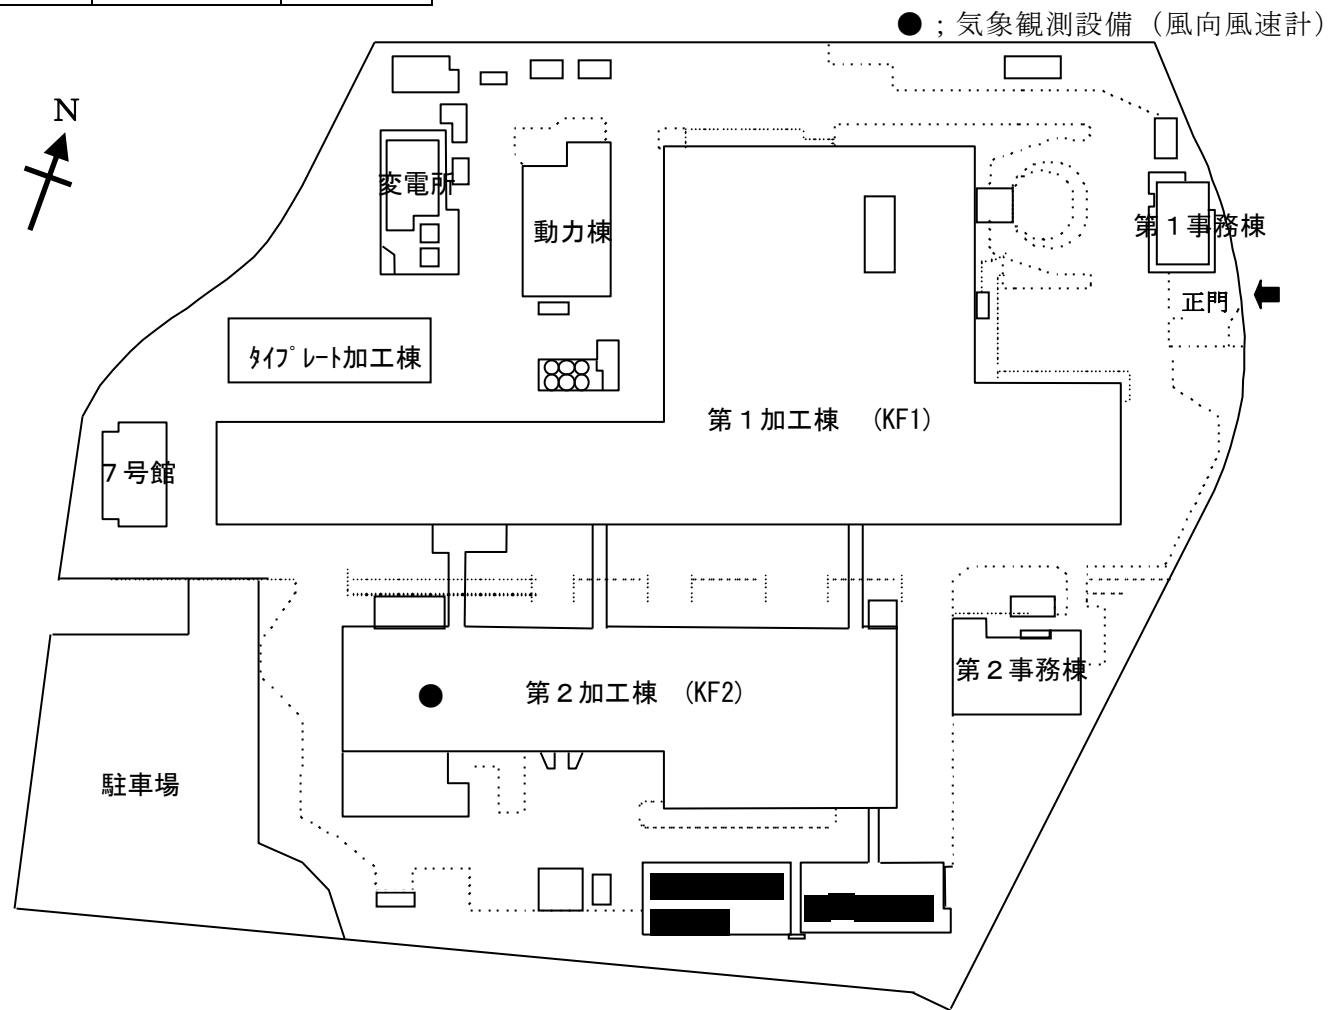 ●；気象観測設備（風向風速計）
N
変電所
動力棟
第１事務棟
正門
ﾀｲﾌﾟﾚｰﾄ加工棟
第１加工棟　(KF1)
７号館
第２事務棟
第２加工棟　(KF2)
駐車場